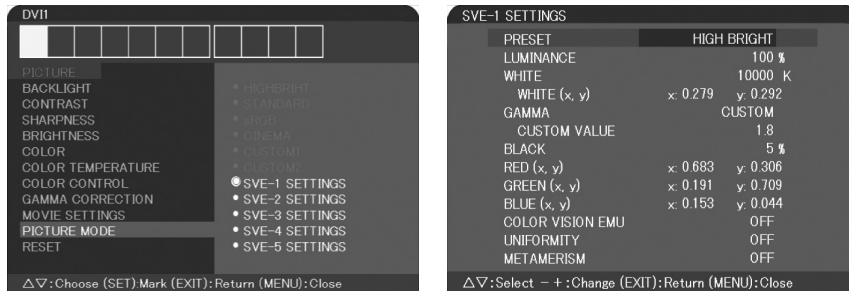 DVI1
PICTURE
BACKLIGHT
CONTRAST
SHARPNESS
BRIGHTNESS
COLOR
COLOR TEMPERATURE
COLOR CONTROL
GAMMA CORRECTION
MOVIE SETTINGS
PICTURE MODE
RESET
• HIGHBRIHT
• STANDARD
• sRGB
• CINEMA
• CUSTOM1
• CUSTOM2
SVE-1 SETTINGS
• SVE-2 SETTINGS
• SVE-3 SETTINGS
• SVE-4 SETTINGS
• SVE-5 SETTINGS
△▽:Choose (SET):Mark (EXIT):Return (MENU):Close
SVE-1 SETTINGS
PRESET HIGH BRIGHT
LUMINANCE 100 %
WHITE 10000 K
WHITE (x, y) x: 0.279 y: 0.292
GAMMA CUSTOM
CUSTOM VALUE 1.8
BLACK 5 %
RED (x, y) x: 0.683 y: 0.306
GREEN (x, y) x: 0.191 y: 0.709
BLUE (x, y) x: 0.153 y: 0.044
COLOR VISION EMU OFF
UNIFORMITY OFF
METAMERISM OFF
△▽:Select − +:Change (EXIT):Return (MENU):Close